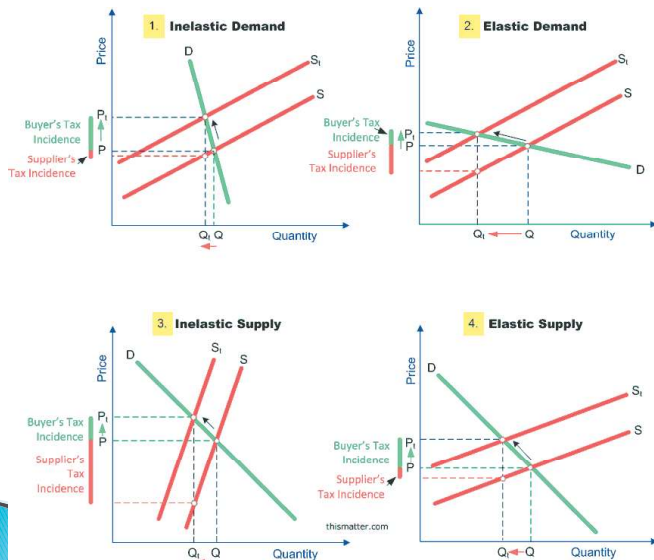 1. Inelastic Demand
Price
D
St
S
Buyer's Tax
Incidence
Supplier's
Tax Incidence
Pt
P
Qt Q
Quantity
2. Elastic Demand
Price
St
S
D
Buyer's Tax
Incidence
Supplier's
Tax Incidence
Pt
P
Qt Q
Quantity
3. Inelastic Supply
Price
D
St
S
Buyer's Tax
Incidence
Supplier's
Tax
Incidence
Pt
P
thismatter.com
Qt Q
Quantity
4. Elastic Supply
Price
D
St
S
Buyer's Tax
Incidence
Supplier's
Tax Incidence
Pt
P
Qt Q
Quantity